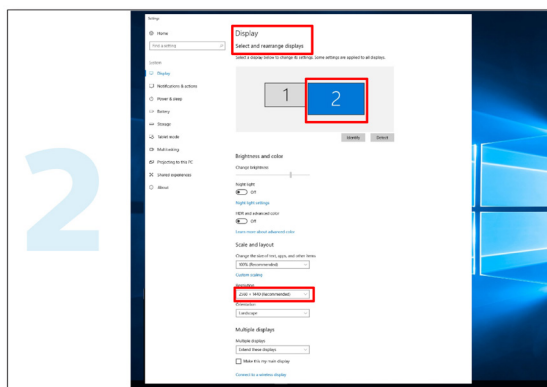 2
Settings
Home
Find a setting
System
Display
Notifications & actions
Power & sleep
Battery
Storage
Tablet mode
Multitasking
Projecting to this PC
Shared experiences
About
Display
Select and rearrange displays
Select a display below to change its settings. Some settings are applied to all displays.
1
2
Identify
Detect
Brightness and color
Change brightness
Night light
Off
Night light settings
HDR and advanced color
Off
Learn more about advanced color
Scale and layout
Change the size of text, apps, and other items
100% (Recommended)
Custom scaling
Resolution
2560 × 1440 (Recommended)
Orientation
Landscape
Multiple displays
Multiple displays
Extend these displays
Make this my main display
Connect to a wireless display